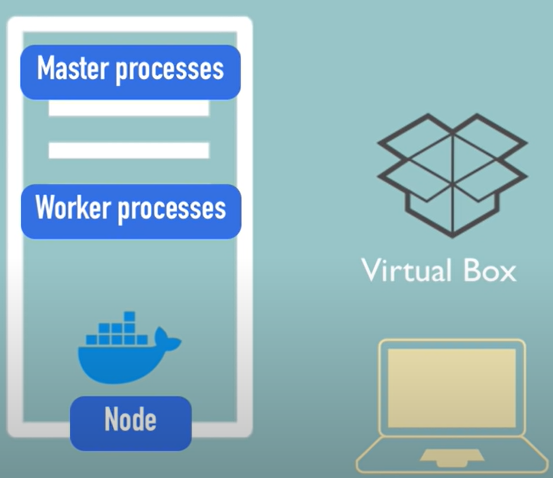 Master processes
Worker processes
Virtual Box
Node